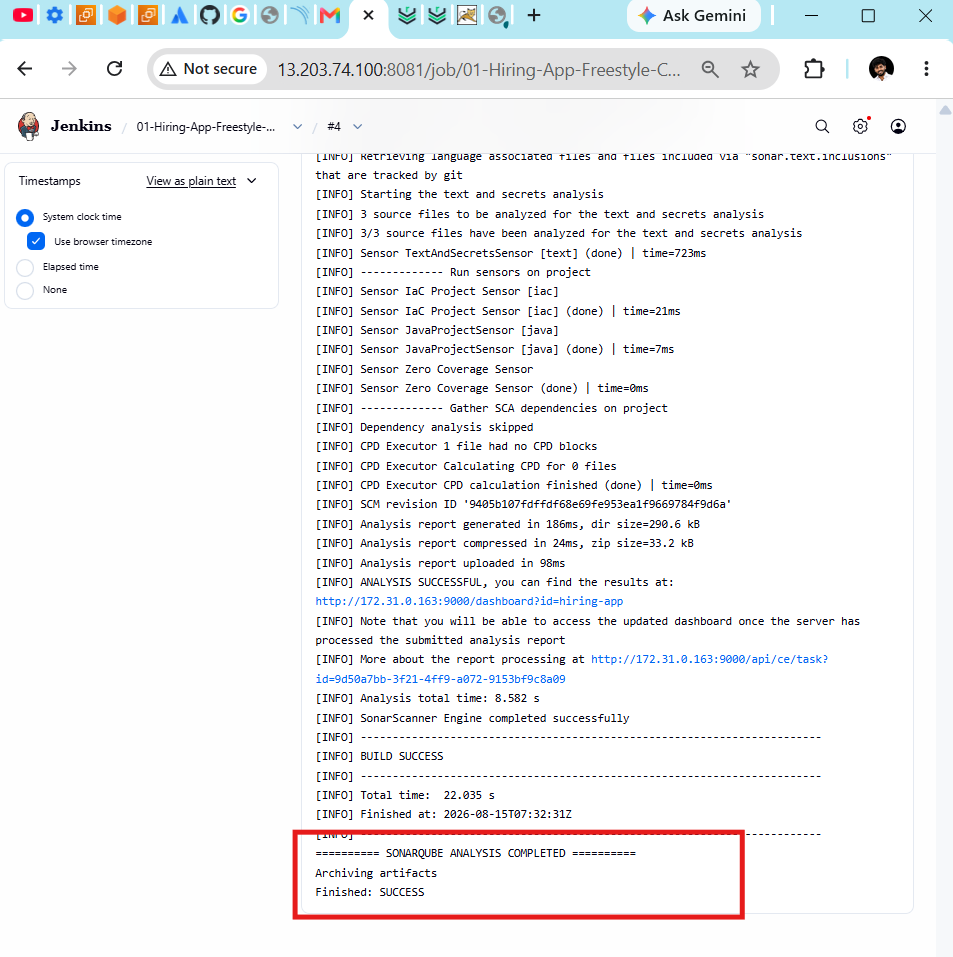 Ask Gemini
Not secure
13.203.74.100:8081/job/01-Hiring-App-Freestyle-C...
Jenkins / 01-Hiring-App-Freestyle-... / #4
Timestamps
View as plain text
System clock time
Use browser timezone
Elapsed time
None
[INFO] Retrieving language associated files and files included via "sonar.text.inclusions"
that are tracked by git
[INFO] Starting the text and secrets analysis
[INFO] 3 source files to be analyzed for the text and secrets analysis
[INFO] 3/3 source files have been analyzed for the text and secrets analysis
[INFO] Sensor TextAndSecretsSensor [text] (done) | time=723ms
[INFO] ------------- Run sensors on project
[INFO] Sensor IaC Project Sensor [iac]
[INFO] Sensor IaC Project Sensor [iac] (done) | time=21ms
[INFO] Sensor JavaProjectSensor [java]
[INFO] Sensor JavaProjectSensor [java] (done) | time=7ms
[INFO] Sensor Zero Coverage Sensor
[INFO] Sensor Zero Coverage Sensor (done) | time=0ms
[INFO] ------------- Gather SCA dependencies on project
[INFO] Dependency analysis skipped
[INFO] CPD Executor 1 file had no CPD blocks
[INFO] CPD Executor Calculating CPD for 0 files
[INFO] CPD Executor CPD calculation finished (done) | time=0ms
[INFO] SCM revision ID '9405b107fdffdf68e69fe953ea1f9669784f9d6a'
[INFO] Analysis report generated in 186ms, dir size=290.6 kB
[INFO] Analysis report compressed in 24ms, zip size=33.2 kB
[INFO] Analysis report uploaded in 98ms
[INFO] ANALYSIS SUCCESSFUL, you can find the results at:
http://172.31.0.163:9000/dashboard?id=hiring-app
[INFO] Note that you will be able to access the updated dashboard once the server has
processed the submitted analysis report
[INFO] More about the report processing at http://172.31.0.163:9000/api/ce/task?
id=9d50a7bb-3f21-4ff9-a072-9153bf9c8a09
[INFO] Analysis total time: 8.582 s
[INFO] SonarScanner Engine completed successfully
[INFO] ------------------------------------------------------------------------
[INFO] BUILD SUCCESS
[INFO] ------------------------------------------------------------------------
[INFO] Total time:  22.035 s
[INFO] Finished at: 2026-08-15T07:32:31Z
[INFO] ------------------------------------------------------------------------
========== SONARQUBE ANALYSIS COMPLETED ==========
Archiving artifacts
Finished: SUCCESS